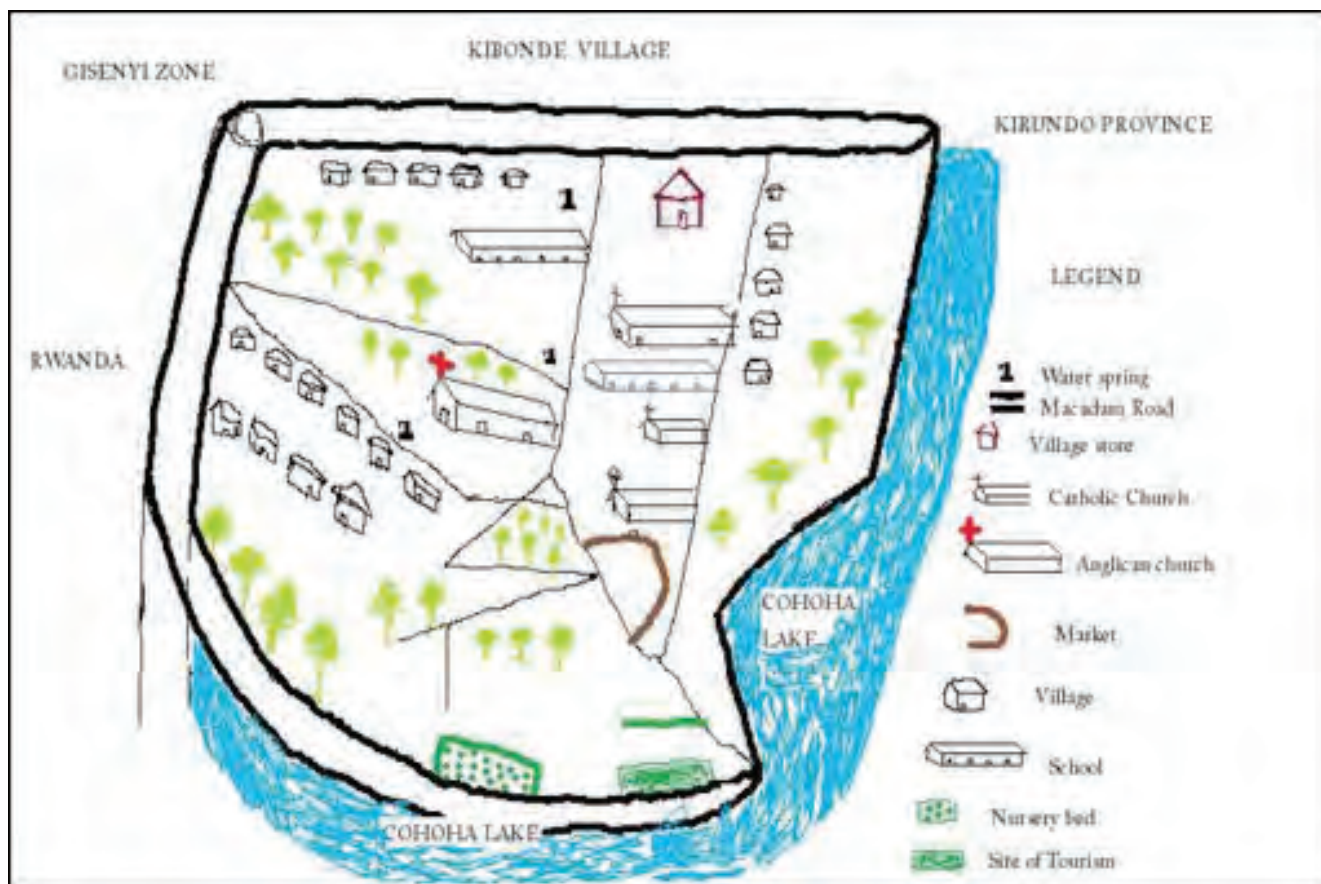 KIBONDE VILLAGE
GISENYI ZONE
KIRUNDO PROVINCE
1
LEGEND
RWANDA
1
1
1 Water spring
Macadam Road
Village store
Catholic Church
Anglican church
COHOHA
LAKE
Market
Village
School
Nursery bed
COHOHA LAKE
Site of Tourism